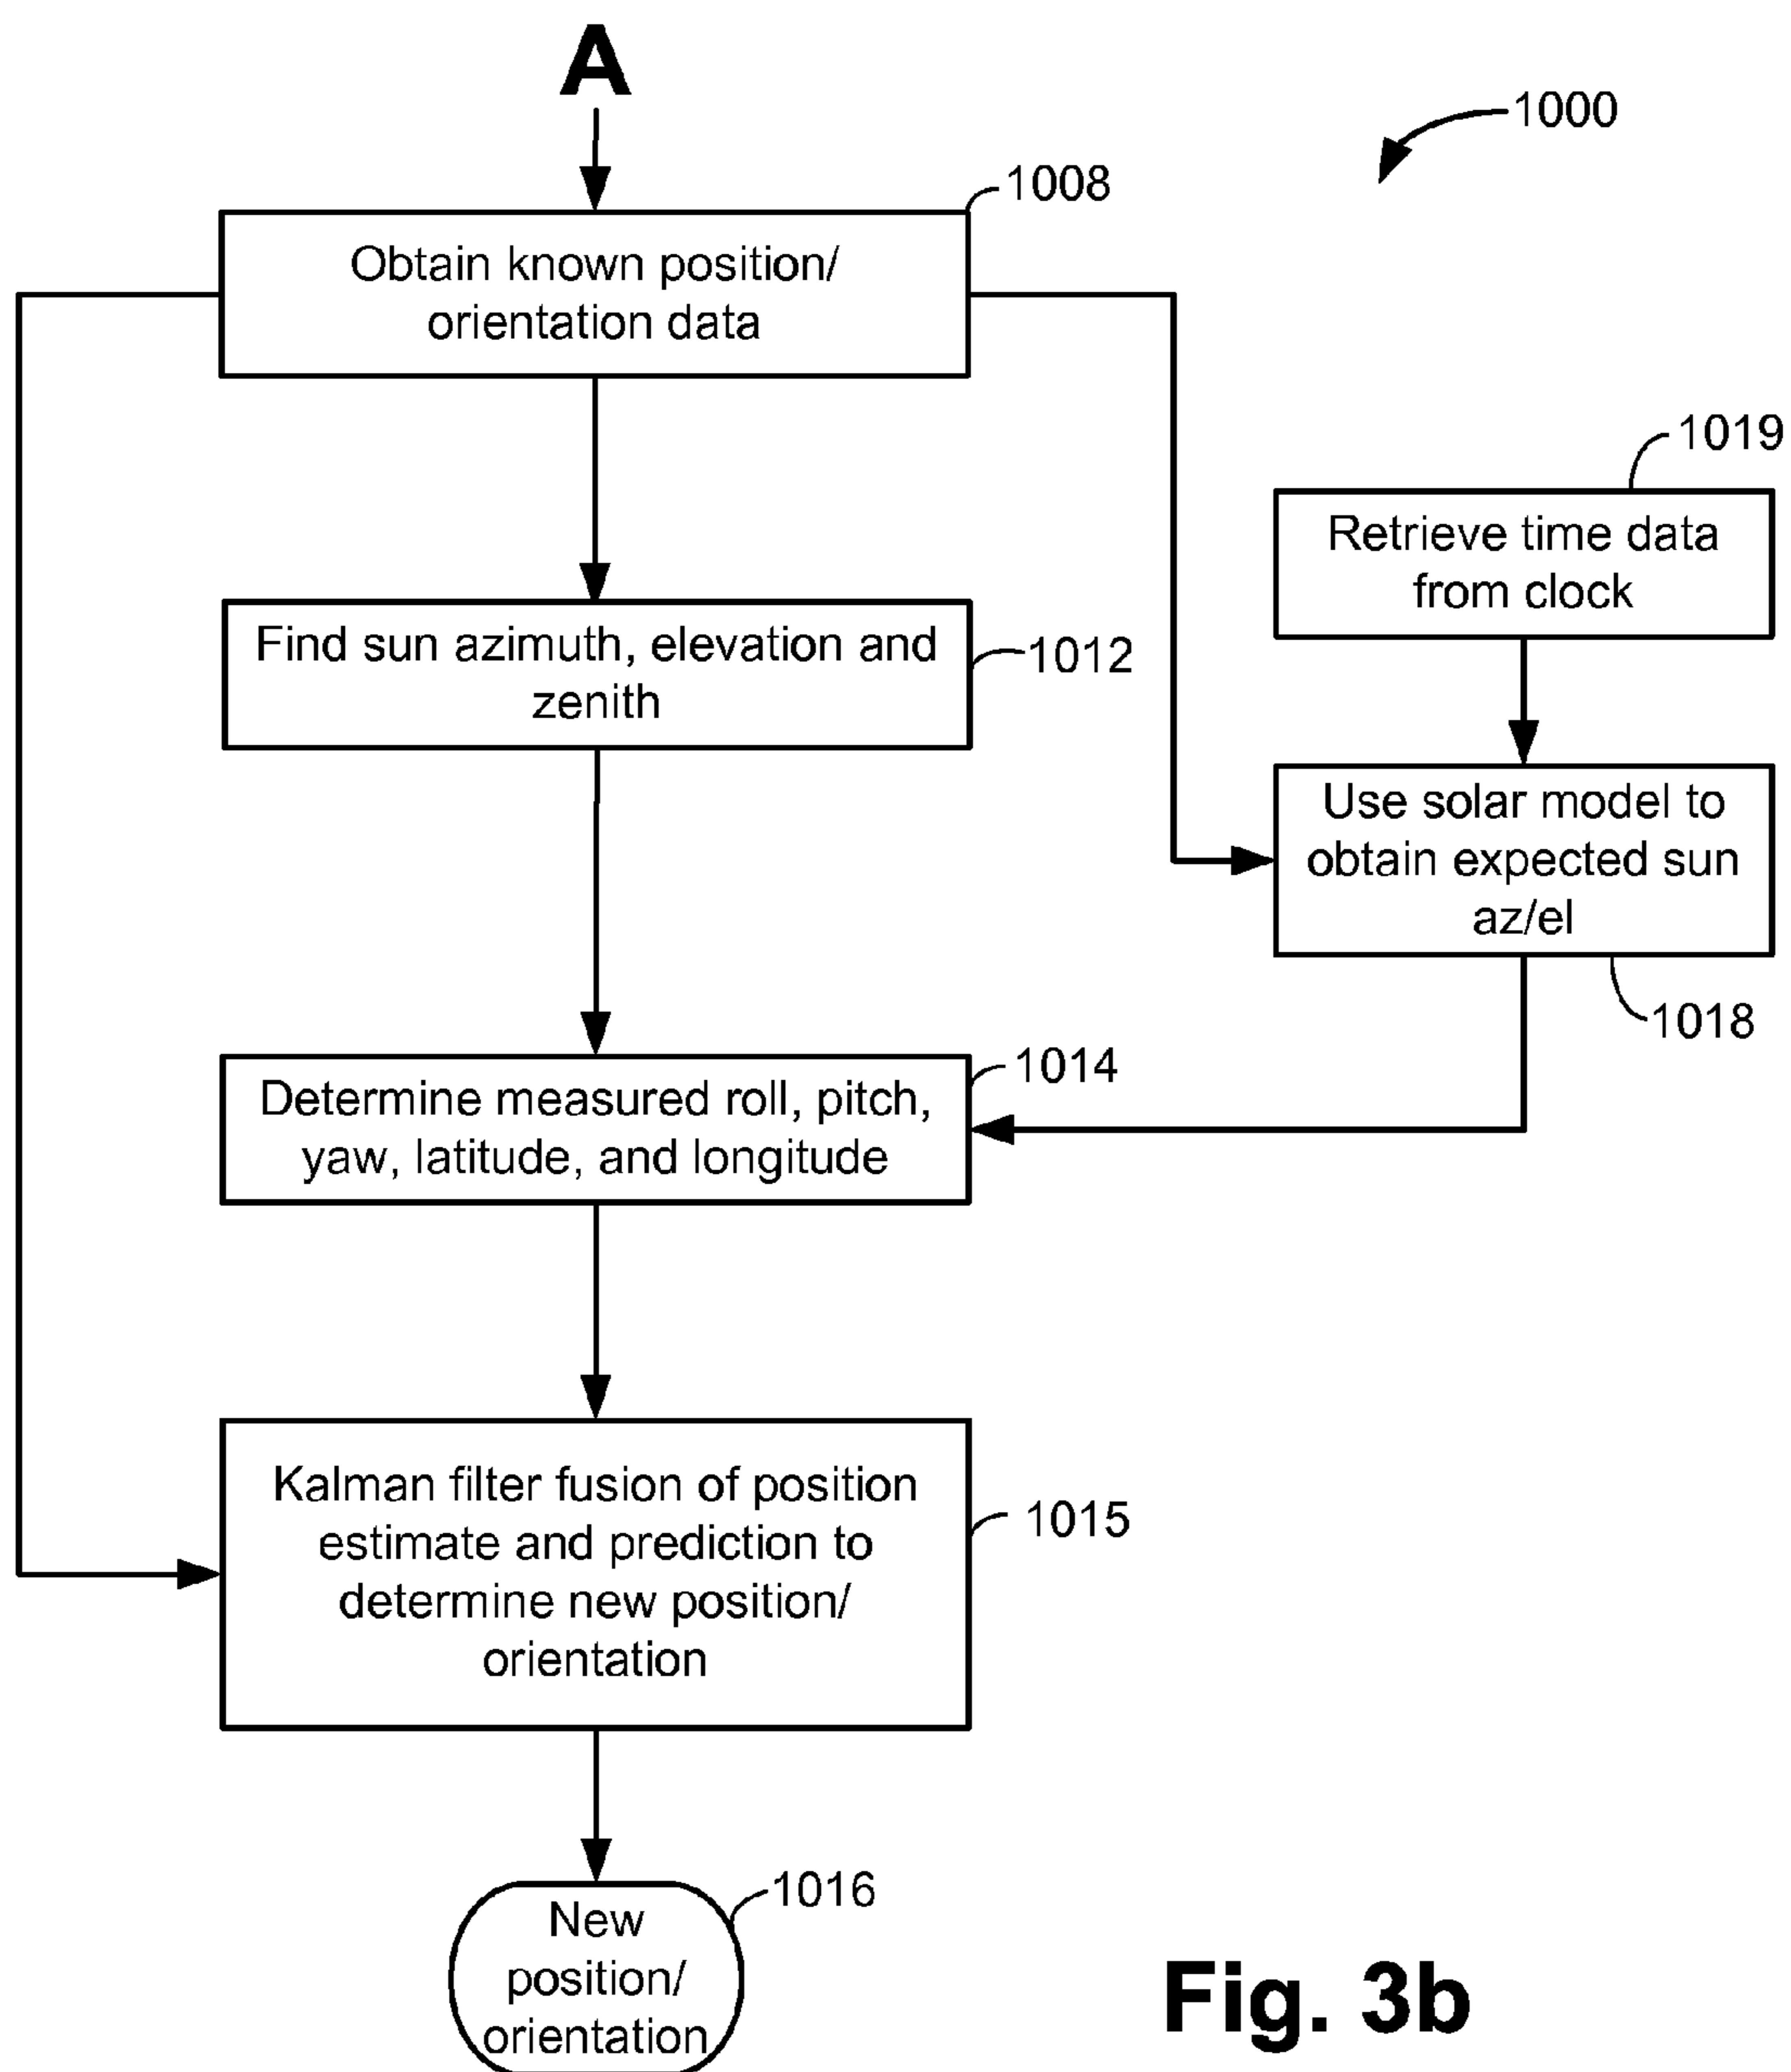 A
1000
1008
Obtain known position/
orientation data
1019
Retrieve time data
from clock
Find sun azimuth, elevation and
zenith
1012
Use solar model to
obtain expected sun
az/el
1018
1014
Determine measured roll, pitch,
yaw, latitude, and longitude
Kalman filter fusion of position
estimate and prediction to
determine new position/
orientation
1015
1016
New
position/
orientation
Fig. 3b